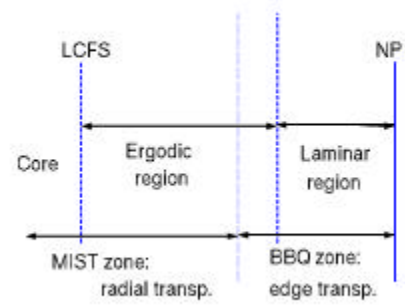 LCFS
NP
Core
Ergodic
region
Laminar
region
MIST zone:
radial transp.
BBQ zone:
edge transp.